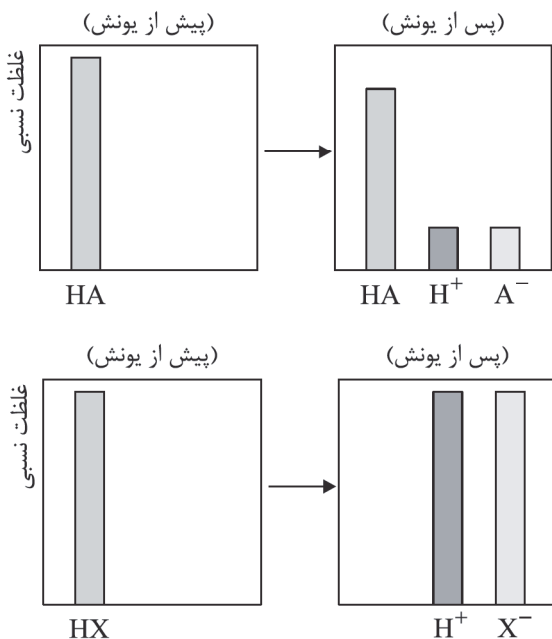 (پیش از یونش)
(پس از یونش)
غلظت نسبی
HA
HA H⁺ A⁻
(پیش از یونش)
(پس از یونش)
غلظت نسبی
HX
H⁺ X⁻